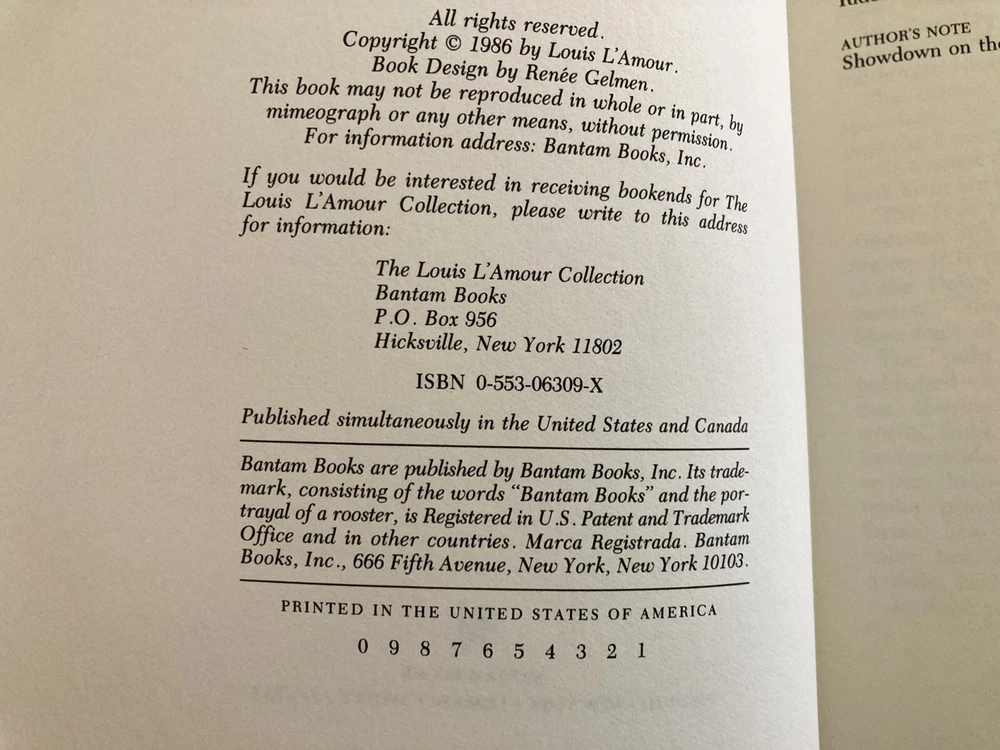 All rights reserved.
Copyright © 1986 by Louis L'Amour.
Book Design by Renée Gelmen.
This book may not be reproduced in whole or in part, by
mimeograph or any other means, without permission.
For information address: Bantam Books, Inc.
If you would be interested in receiving bookends for The
Louis L'Amour Collection, please write to this address
for information:
The Louis L'Amour Collection
Bantam Books
P.O. Box 956
Hicksville, New York 11802
ISBN 0-553-06309-X
Published simultaneously in the United States and Canada
Bantam Books are published by Bantam Books, Inc. Its trade-
mark, consisting of the words "Bantam Books" and the por-
trayal of a rooster, is Registered in U.S. Patent and Trademark
Office and in other countries. Marca Registrada. Bantam
Books, Inc., 666 Fifth Avenue, New York, New York 10103.
PRINTED IN THE UNITED STATES OF AMERICA
0 9 8 7 6 5 4 3 2 1
AUTHOR'S NOTE
Showdown on the